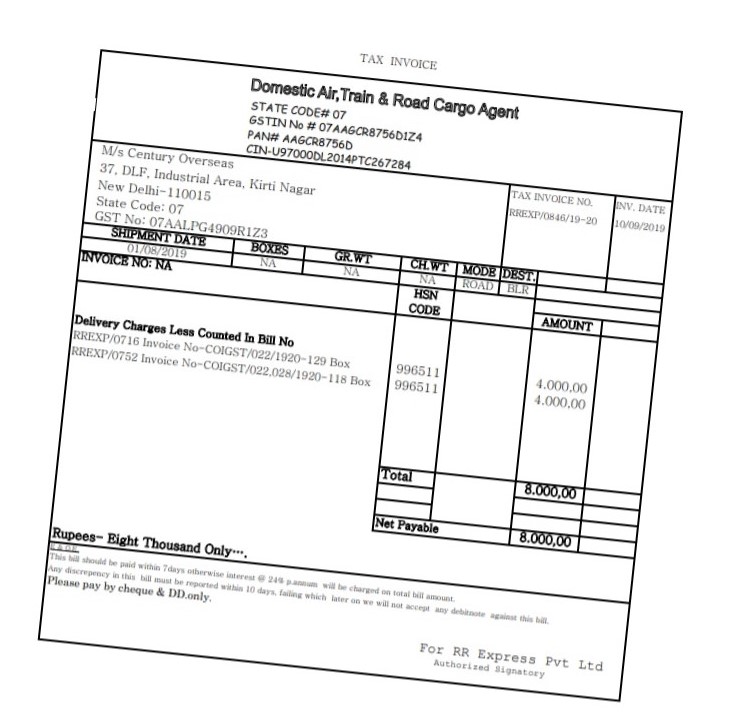 TAX INVOICE
Domestic Air,Train & Road Cargo Agent
STATE CODE# 07
GSTIN No # 07AAGCR8756D1Z4
PAN# AAGCR8756D
CIN-U97000DL2014PTC267284
M/s Century Overseas
37, DLF, Industrial Area, Kirti Nagar
New Delhi-110015
State Code: 07
GST No: 07AALPG4909R1Z3
TAX INVOICE NO. INV. DATE
RREXP/0846/19-20 10/09/2019
SHIPMENT DATE BOXES GR.WT CH.WT MODE DEST.
01/08/2019 NA NA NA ROAD BLR
INVOICE NO: NA
HSN CODE AMOUNT
Delivery Charges Less Counted In Bill No
RREXP/0716 Invoice No-COIGST/022/1920-129 Box 996511 4.000,00
RREXP/0752 Invoice No-COIGST/022,028/1920-118 Box 996511 4.000,00
Total 8.000,00
Net Payable 8.000,00
Rupees- Eight Thousand Only....
E & OE
This bill should be paid within 7days otherwise interest @ 24% p.annum will be charged on total bill amount.
Any discrepency in this bill must be reported within 10 days, failing which later on we will not accept any debitnote against this bill.
Please pay by cheque & DD.only.
For RR Express Pvt Ltd
Authorized Signatory